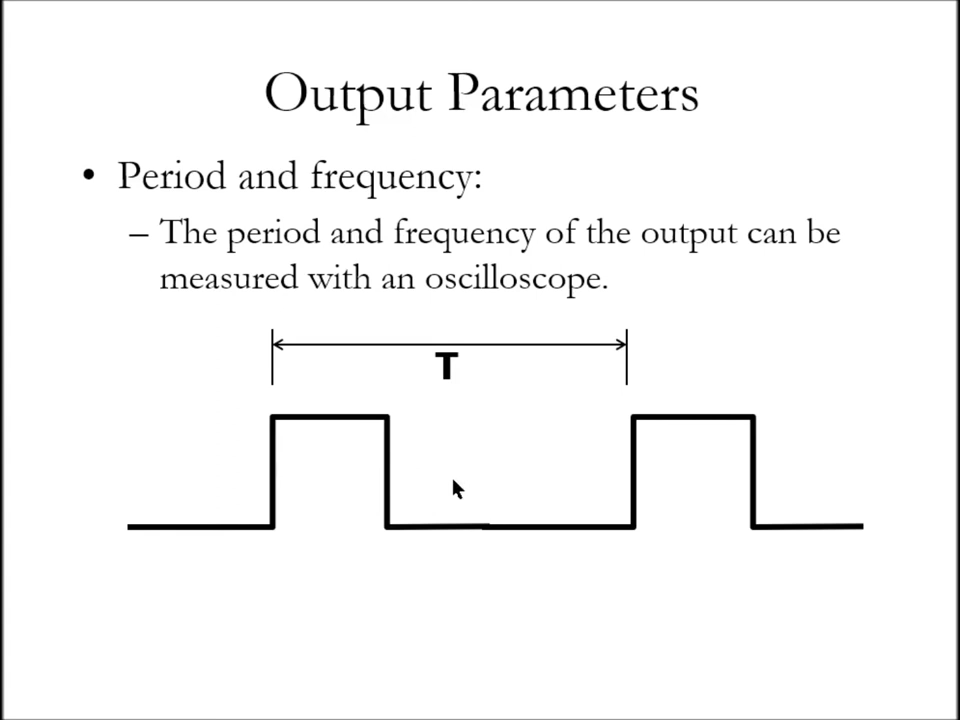 Output Parameters
• Period and frequency:
– The period and frequency of the output can be
measured with an oscilloscope.
T